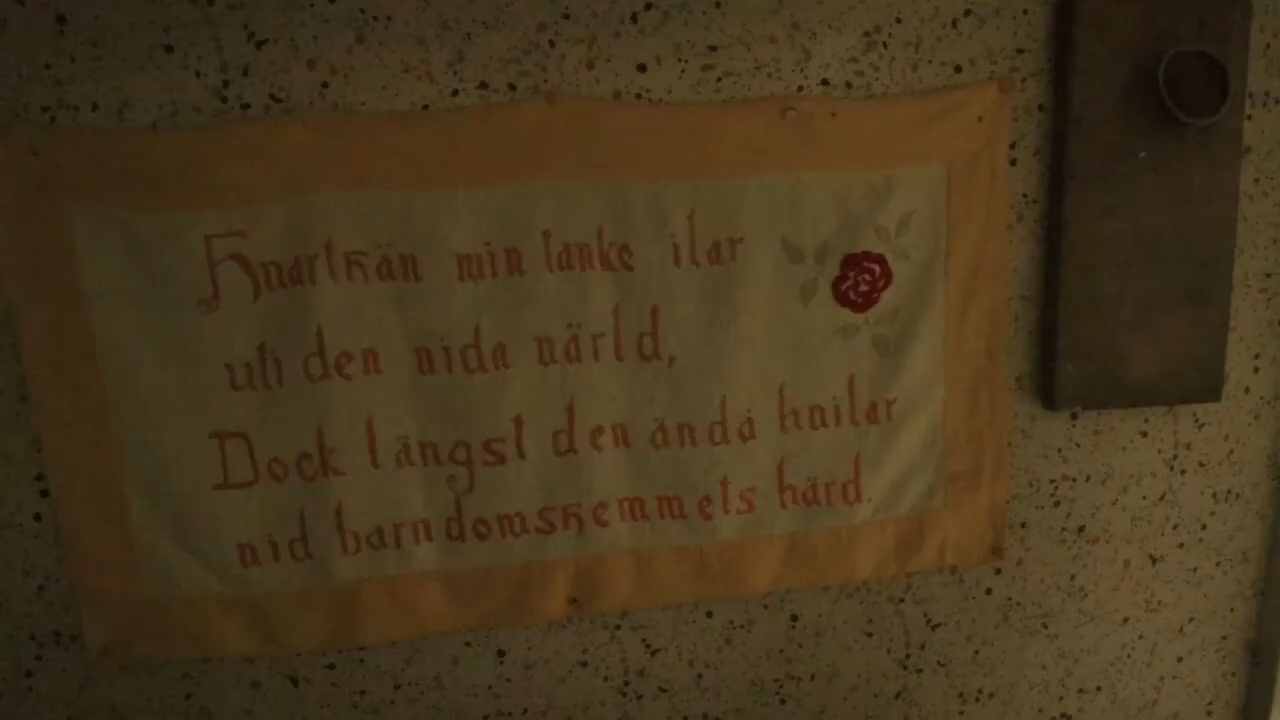 Hvarthän min tanke ilar
uti den vida värld,
Dock längst den ändå hvilar
vid barndomshemmets härd.